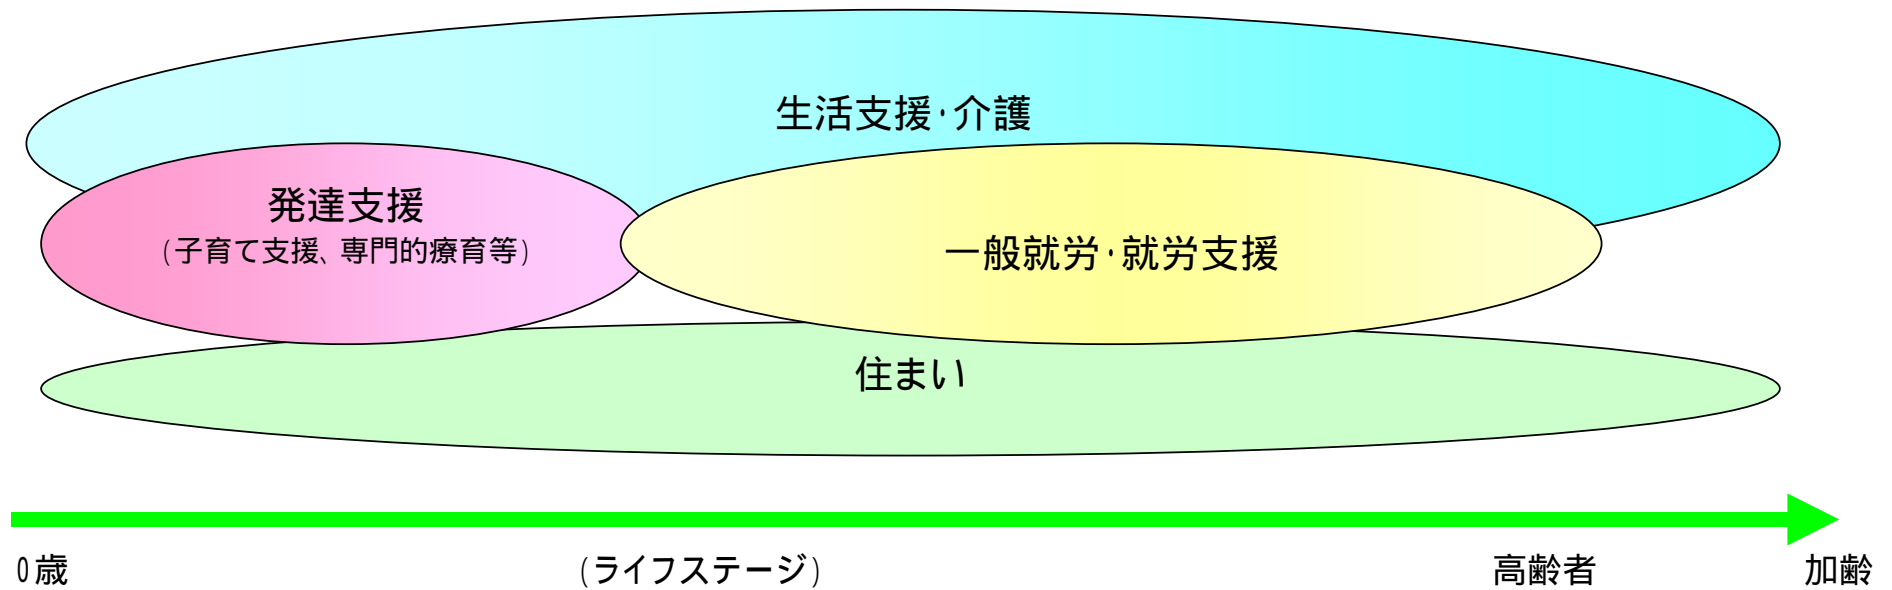 生活支援・介護
発達支援
(子育て支援、専門的療育等)
一般就労・就労支援
住まい
0歳
(ライフステージ)
高齢者
加齢